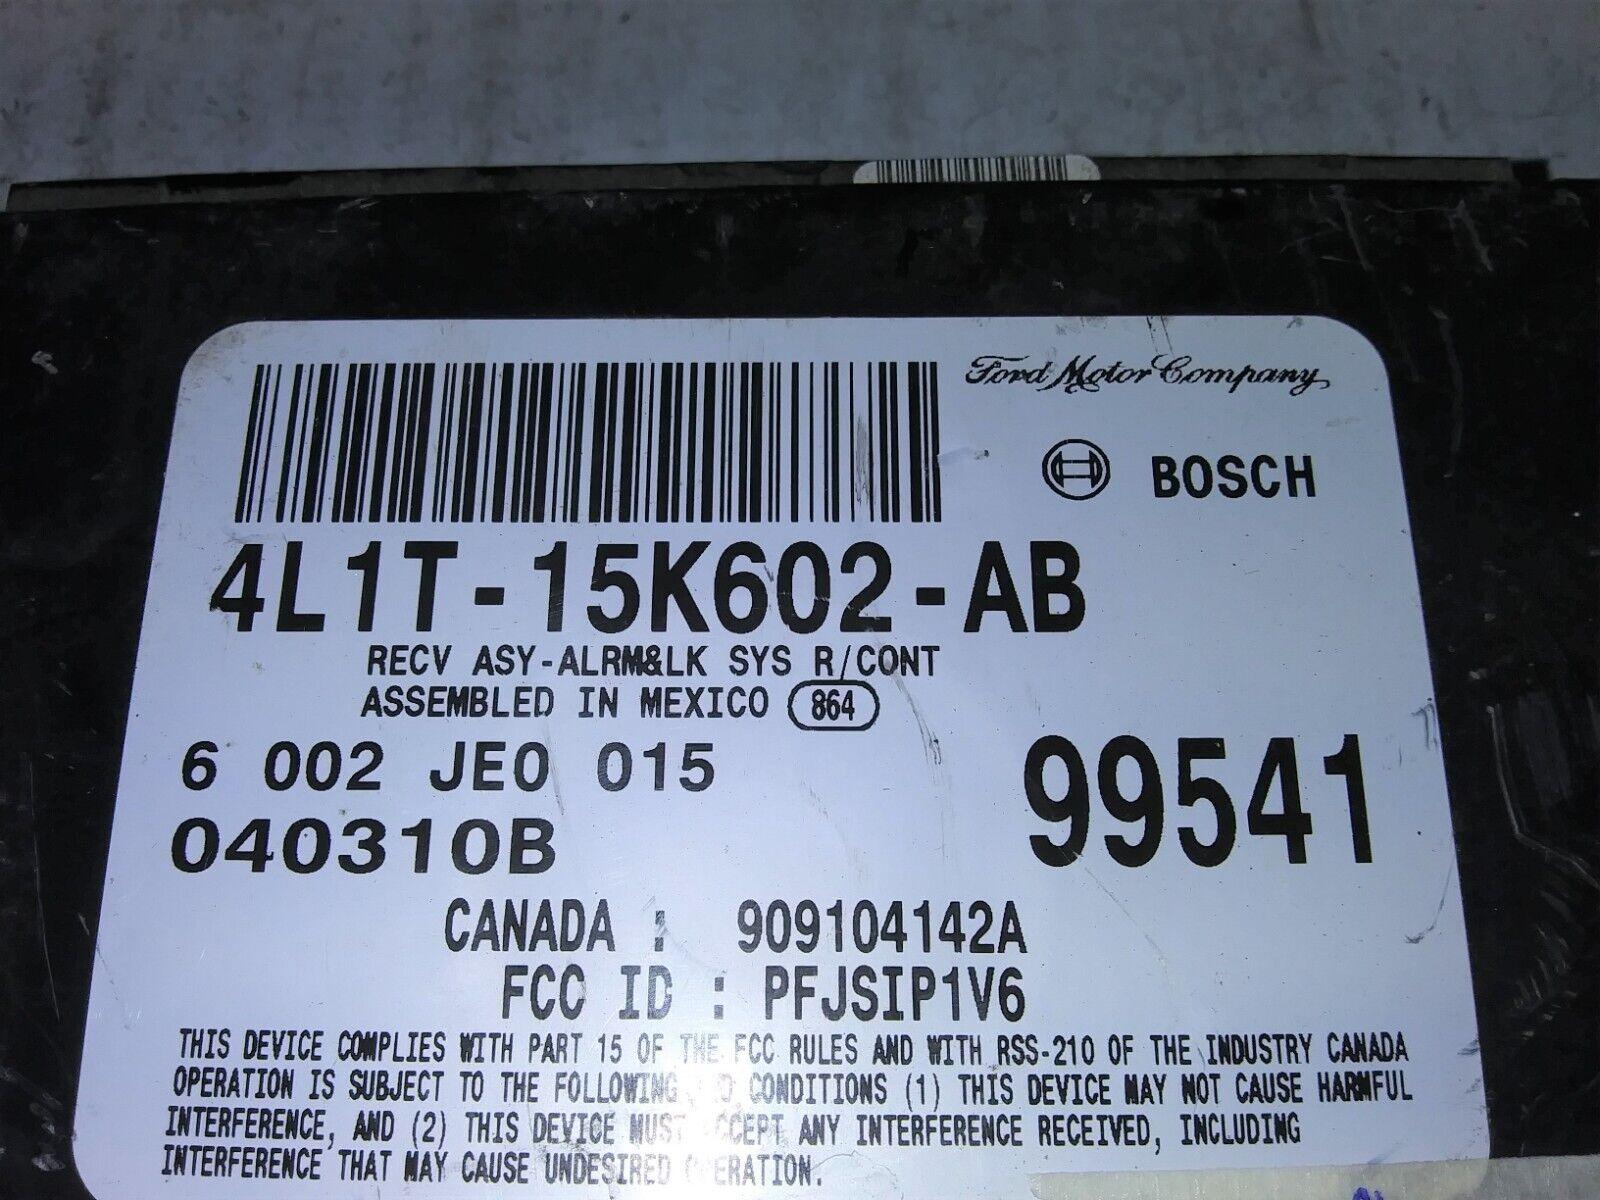 Ford Motor Company
BOSCH
4L1T-15K602-AB
RECV ASY-ALRM&LK SYS R/CONT
ASSEMBLED IN MEXICO 864
6 002 JE0 015
99541
040310B
CANADA : 909104142A
FCC ID : PFJSIP1V6
THIS DEVICE COMPLIES WITH PART 15 OF THE FCC RULES AND WITH RSS-210 OF THE INDUSTRY CANADA
OPERATION IS SUBJECT TO THE FOLLOWING CONDITIONS (1) THIS DEVICE MAY NOT CAUSE HARMFUL
INTERFERENCE, AND (2) THIS DEVICE MUST ACCEPT ANY INTERFERENCE RECEIVED, INCLUDING
INTERFERENCE THAT MAY CAUSE UNDESIRED OPERATION.